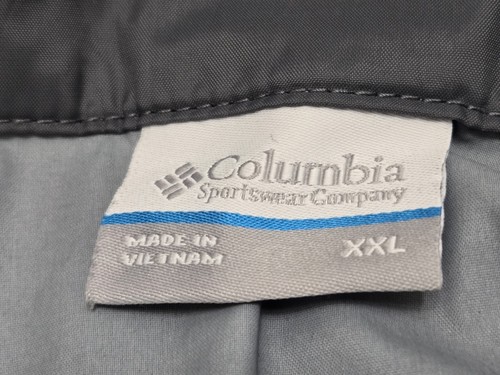 Columbia
Sportswear Company
MADE IN XXL
VIETNAM